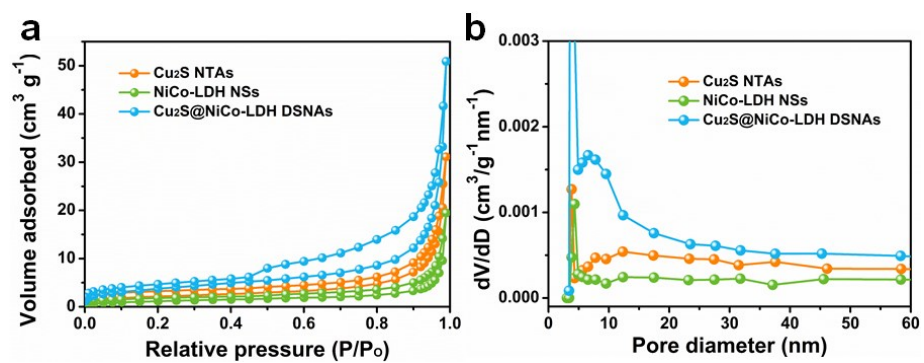 a
Volume adsorbed (cm³ g⁻¹)
50
40
30
20
10
0
Cu₂S NTAs
NiCo-LDH NSs
Cu₂S@NiCo-LDH DSNAs
0.0 0.2 0.4 0.6 0.8 1.0
Relative pressure (P/P₀)
b
dV/dD (cm³/g⁻¹nm⁻¹)
0.003
0.002
0.001
0.000
Cu₂S NTAs
NiCo-LDH NSs
Cu₂S@NiCo-LDH DSNAs
0 10 20 30 40 50 60
Pore diameter (nm)